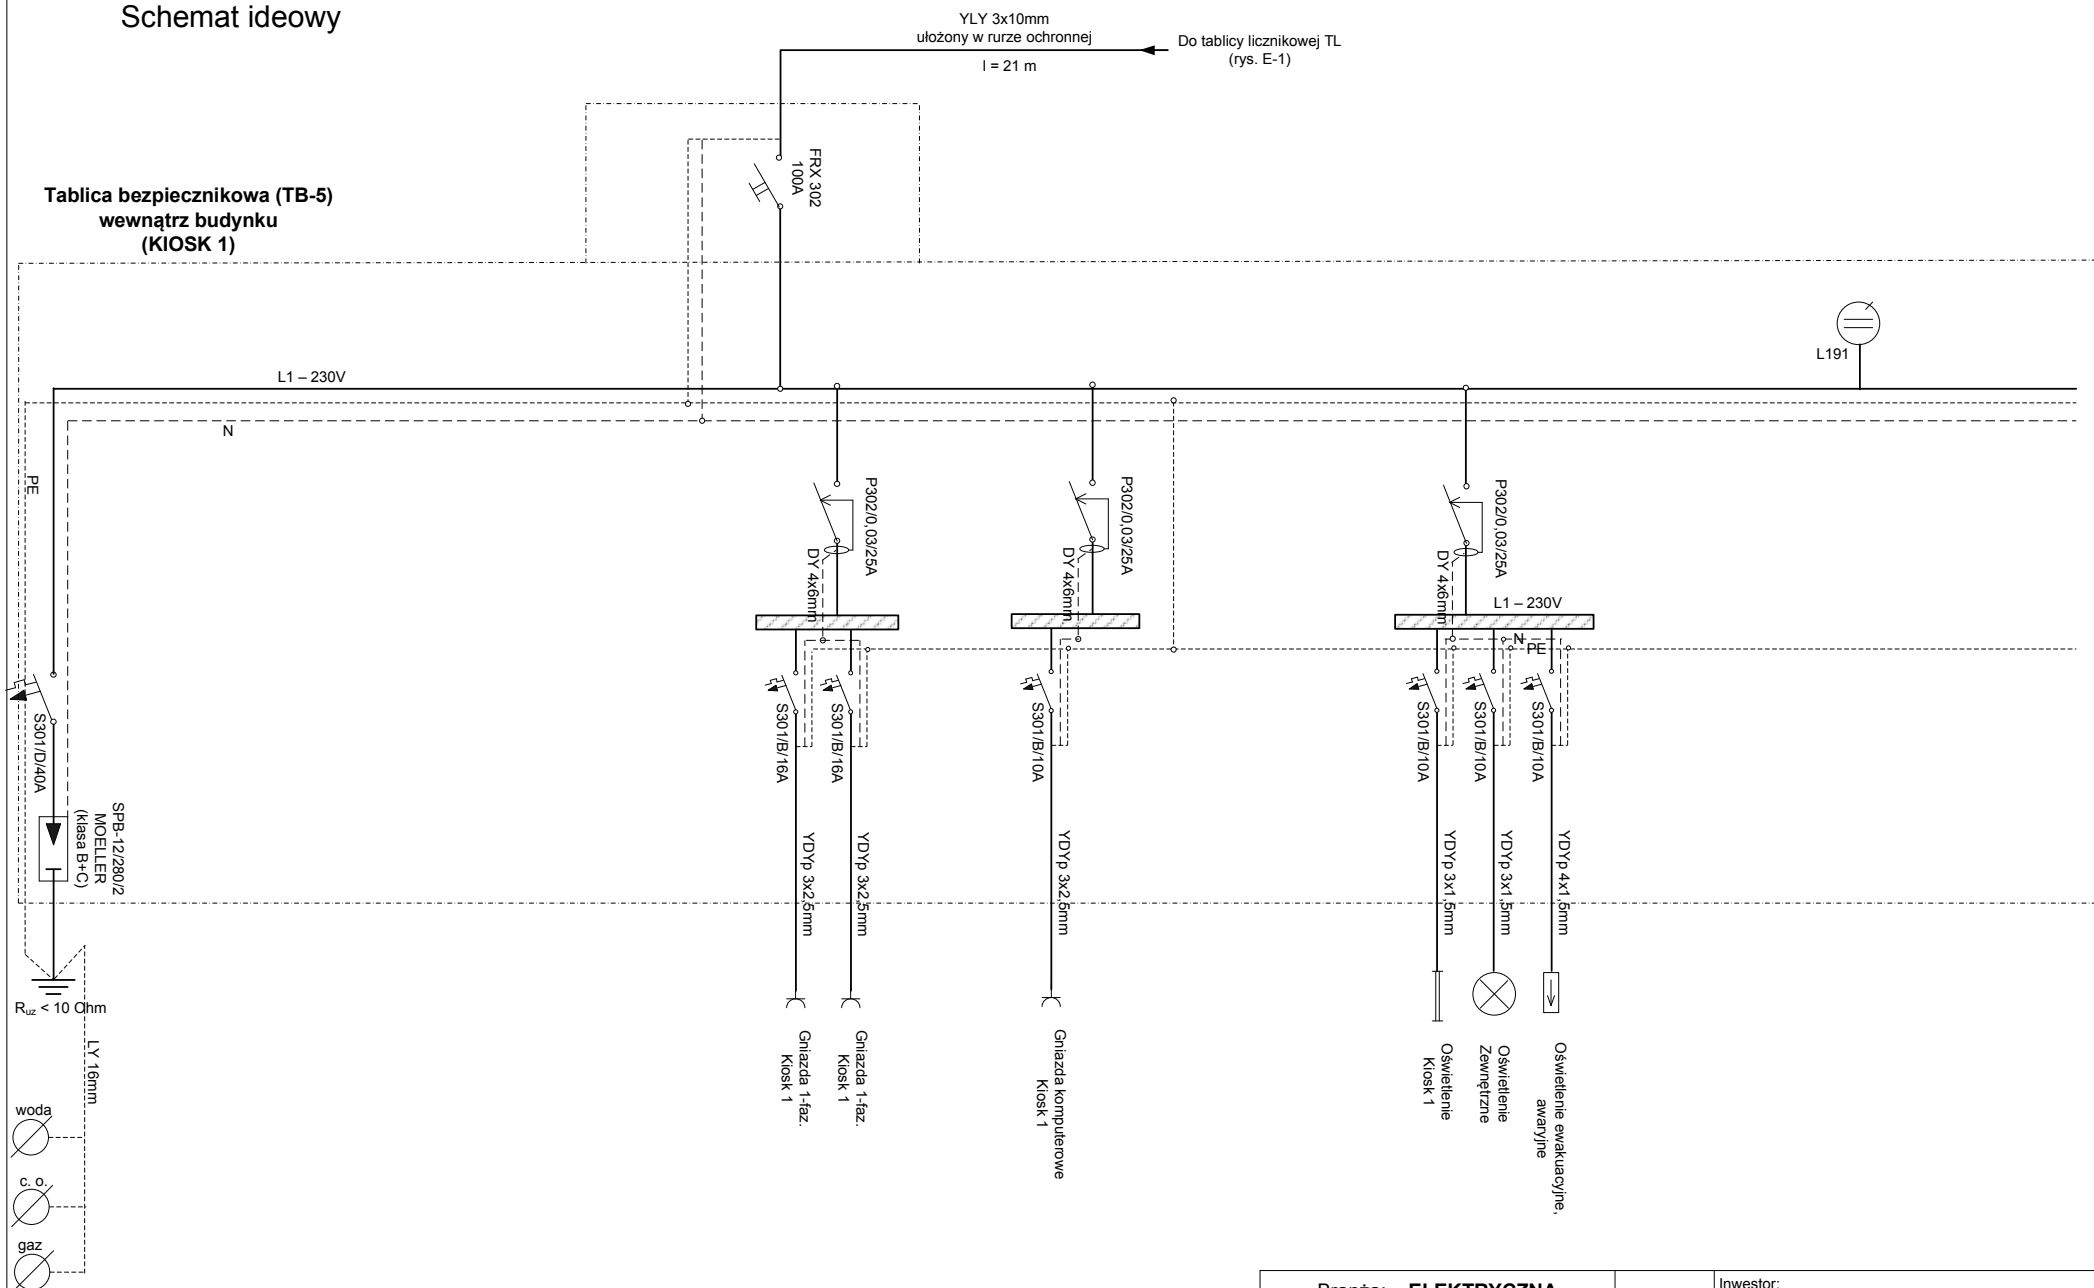 Schemat ideowy
YLY 3x10mm
ułożony w rurze ochronnej
l = 21 m
Do tablicy licznikowej TL
(rys. E-1)
FRX 302
100A
Tablica bezpiecznikowa (TB-5)
wewnątrz budynku
(KIOSK 1)
L191
L1 – 230V
N
PE
P302/0,03/25A
DY 4x6mm
P302/0,03/25A
DY 4x6mm
P302/0,03/25A
DY 4x6mm
L1 – 230V
N
PE
S301/D/40A
S301/B/16A
S301/B/16A
S301/B/10A
S301/B/10A
S301/B/10A
S301/B/10A
SPB-12/280/2
MOELLER
(klasa B+C)
YDYp 3x2,5mm
YDYp 3x2,5mm
YDYp 3x2,5mm
YDYp 3x1,5mm
YDYp 3x1,5mm
YDYp 4x1,5mm
Ruz < 10 Ohm
LY 16mm
Gniazda 1-faz.
Kiosk 1
Gniazda 1-faz.
Kiosk 1
Gniazda komputerowe
Kiosk 1
Oświetlenie
Kiosk 1
Oświetlenie
Zewnętrzne
Oświetlenie ewakuacyjne,
awaryjne
woda
c. o.
gaz
Branża: ELEKTRYCZNA
Inwestor: